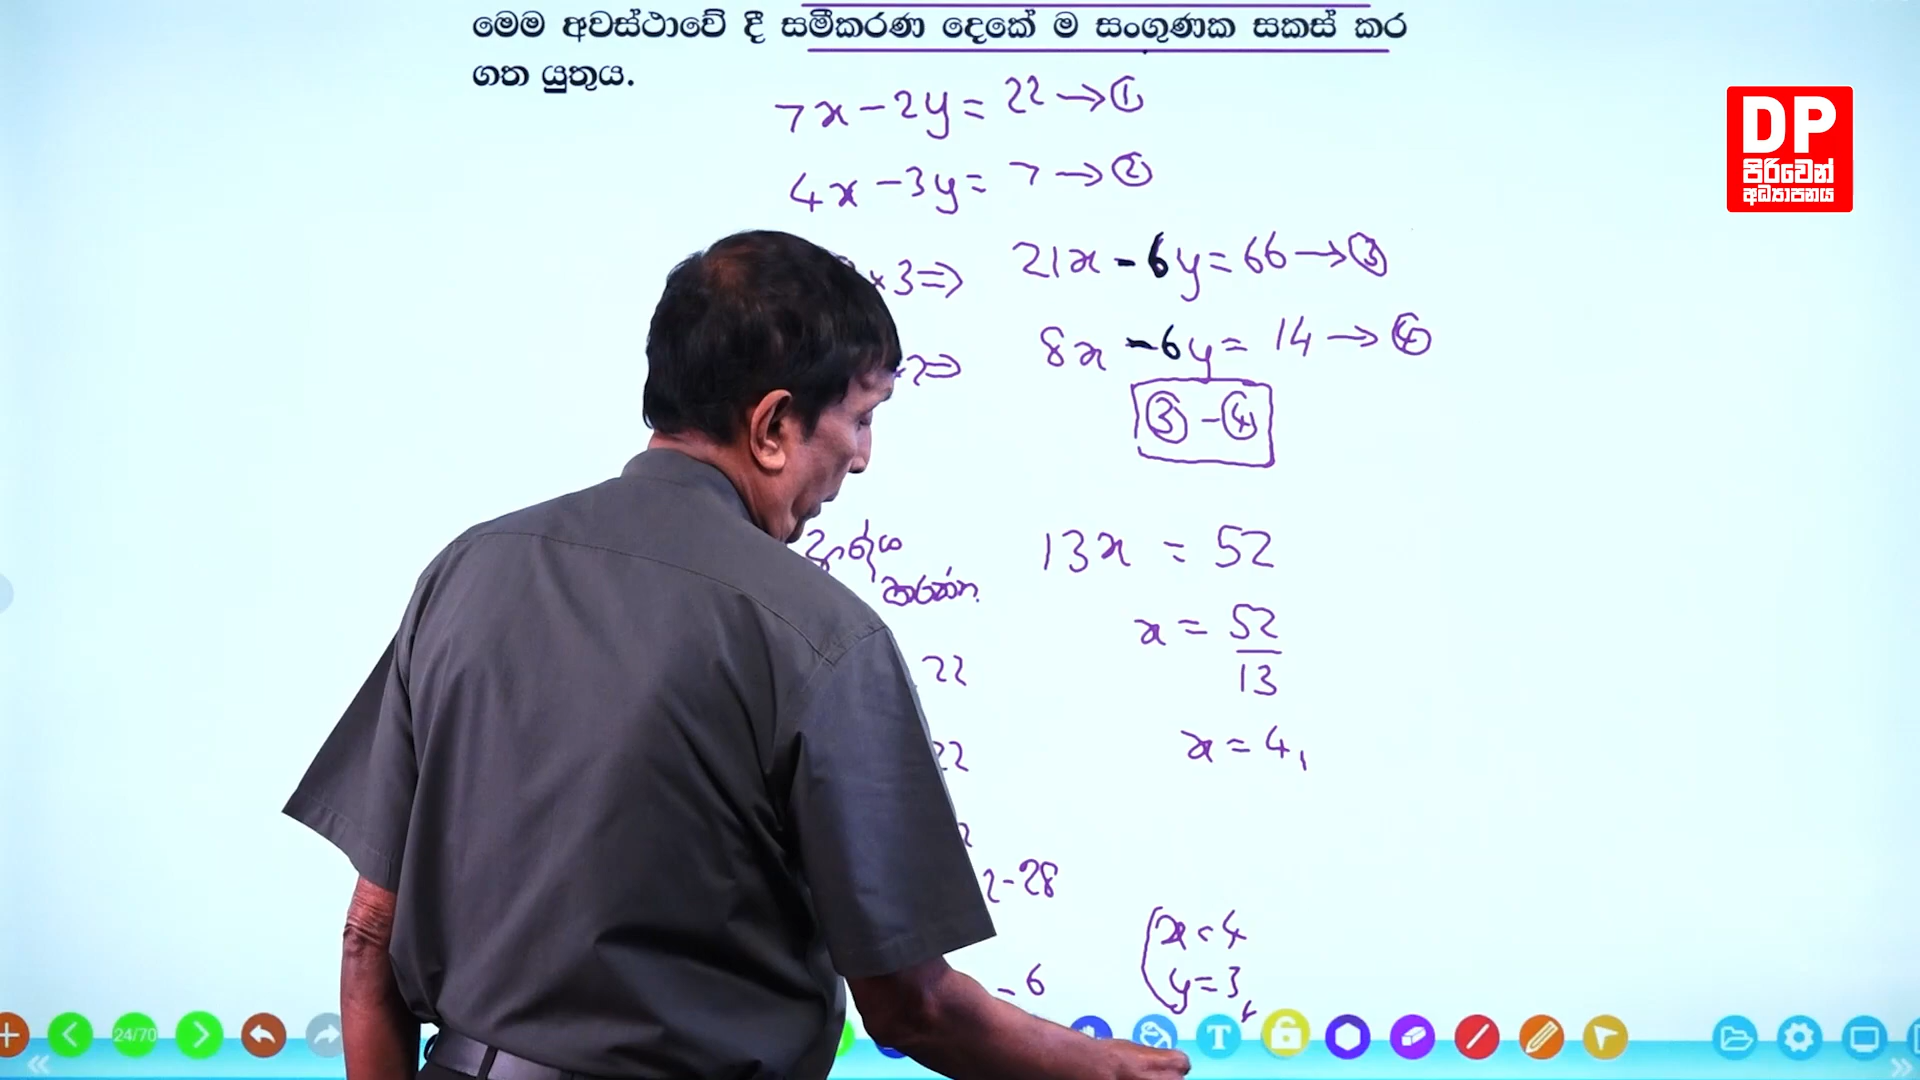 මෙම අවස්ථාවේ දී සමීකරණ දෙකේ ම සංගුණක සකස් කර
ගත යුතුය.
7x - 2y = 22 → ①
4x - 3y = 7 → ②
× 3 ⇒ 21x - 6y = 66 → ③
×2 ⇒ 8x - 6y = 14 → ④
③ - ④
13x = 52
කරන්න.
x = 52
13
22
x = 4
22
2-28
x = 4
y = 3
- 6
24/70
T
DP
පිරිවෙන්
අධ්‍යාපනය